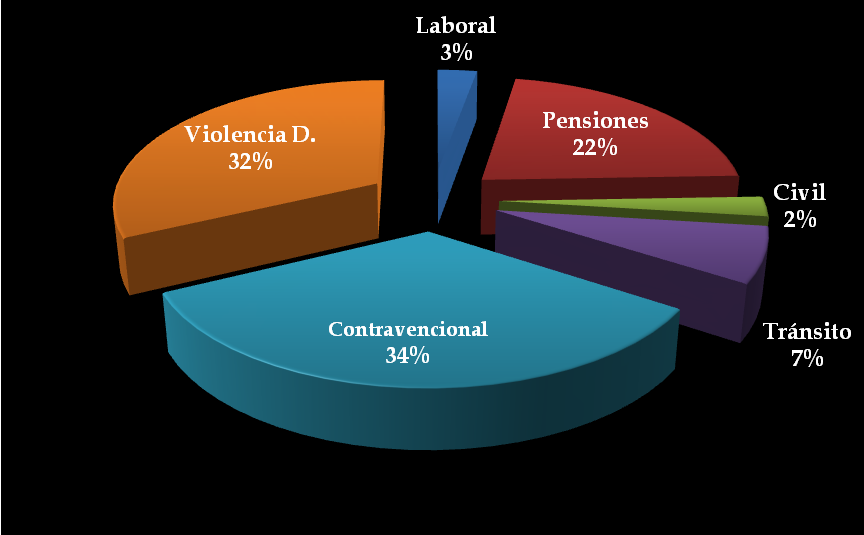 Laboral
3%
Pensiones
22%
Civil
2%
Tránsito
7%
Contravencional
34%
Violencia D.
32%